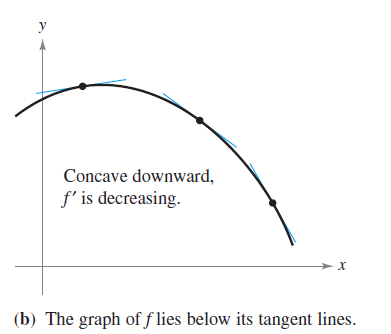 y
Concave downward,
f′ is decreasing.
x
(b) The graph of f lies below its tangent lines.